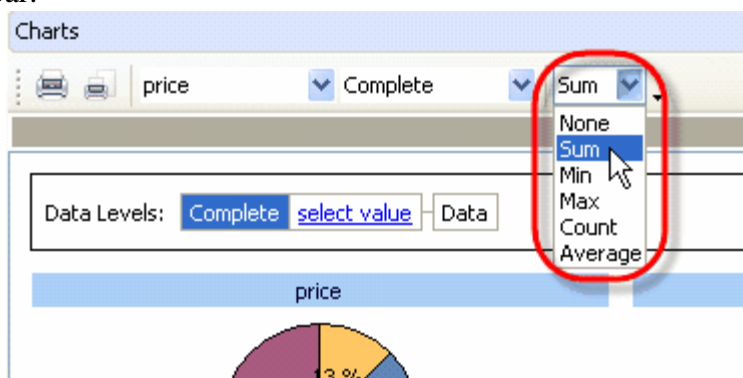 Charts
price Complete Sum
None
Sum
Min
Max
Count
Average
Data Levels: Complete select value Data
price
13 %